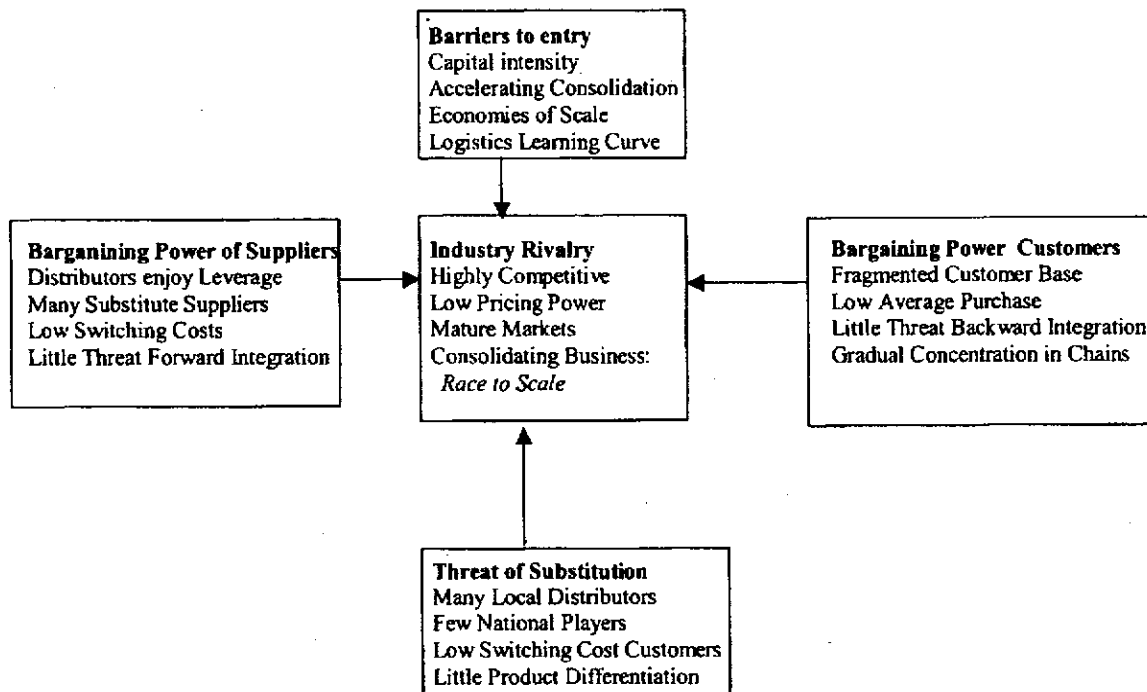 Barriers to entry
Capital intensity
Accelerating Consolidation
Economies of Scale
Logistics Learning Curve
Barganining Power of Suppliers
Distributors enjoy Leverage
Many Substitute Suppliers
Low Switching Costs
Little Threat Forward Integration
Industry Rivalry
Highly Competitive
Low Pricing Power
Mature Markets
Consolidating Business:
Race to Scale
Bargaining Power Customers
Fragmented Customer Base
Low Average Purchase
Little Threat Backward Integration
Gradual Concentration in Chains
Threat of Substitution
Many Local Distributors
Few National Players
Low Switching Cost Customers
Little Product Differentiation